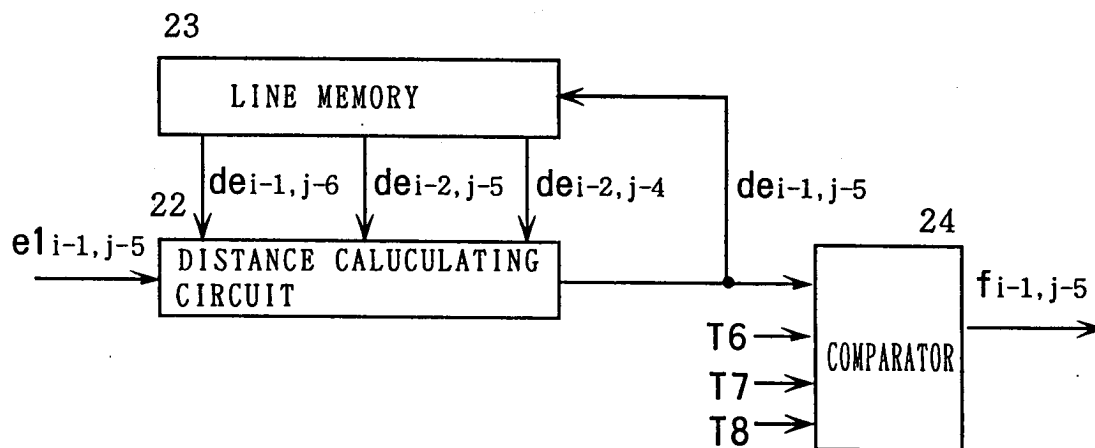 23
LINE MEMORY
dei-1, j-6
dei-2, j-5
dei-2, j-4
dei-1, j-5
22
24
e1i-1, j-5
DISTANCE CALUCULATING
CIRCUIT
fi-1, j-5
T6
COMPARATOR
T7
T8